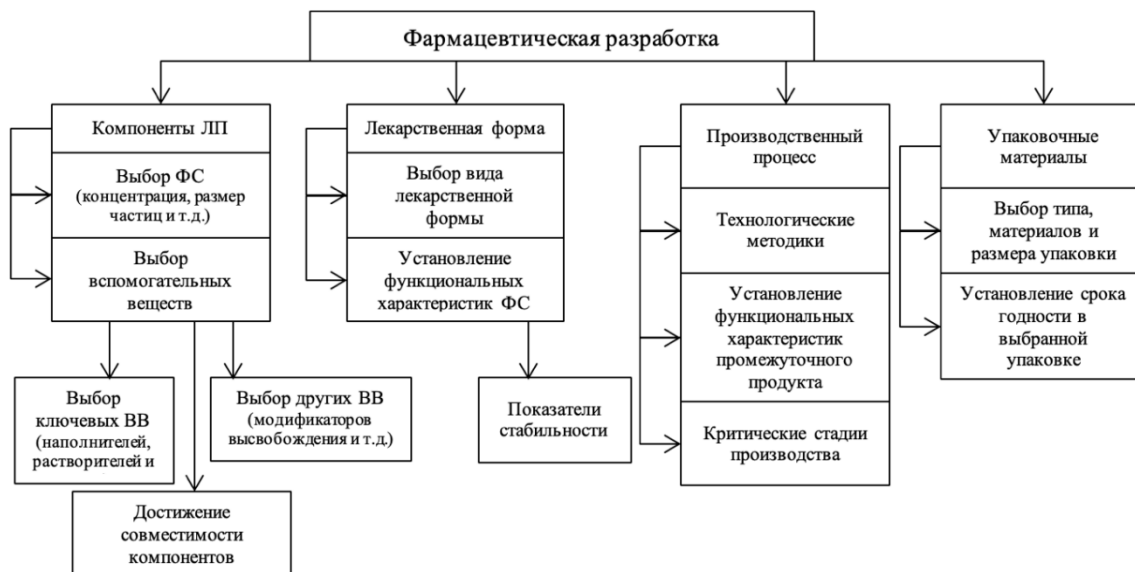 Фармацевтическая разработка
Компоненты ЛП
Выбор ФС
(концентрация, размер
частиц и т.д.)
Выбор
вспомогательных
веществ
Выбор
ключевых ВВ
(наполнителей,
растворителей и
Выбор других ВВ
(модификаторов
высвобождения и т.д.)
Достижение
совместимости
компонентов
Лекарственная форма
Выбор вида
лекарственной
формы
Установление
функциональных
характеристик ФС
Показатели
стабильности
Производственный
процесс
Технологические
методики
Установление
функциональных
характеристик
промежуточного
продукта
Критические стадии
производства
Упаковочные
материалы
Выбор типа,
материалов и
размера упаковки
Установление срока
годности в
выбранной
упаковке